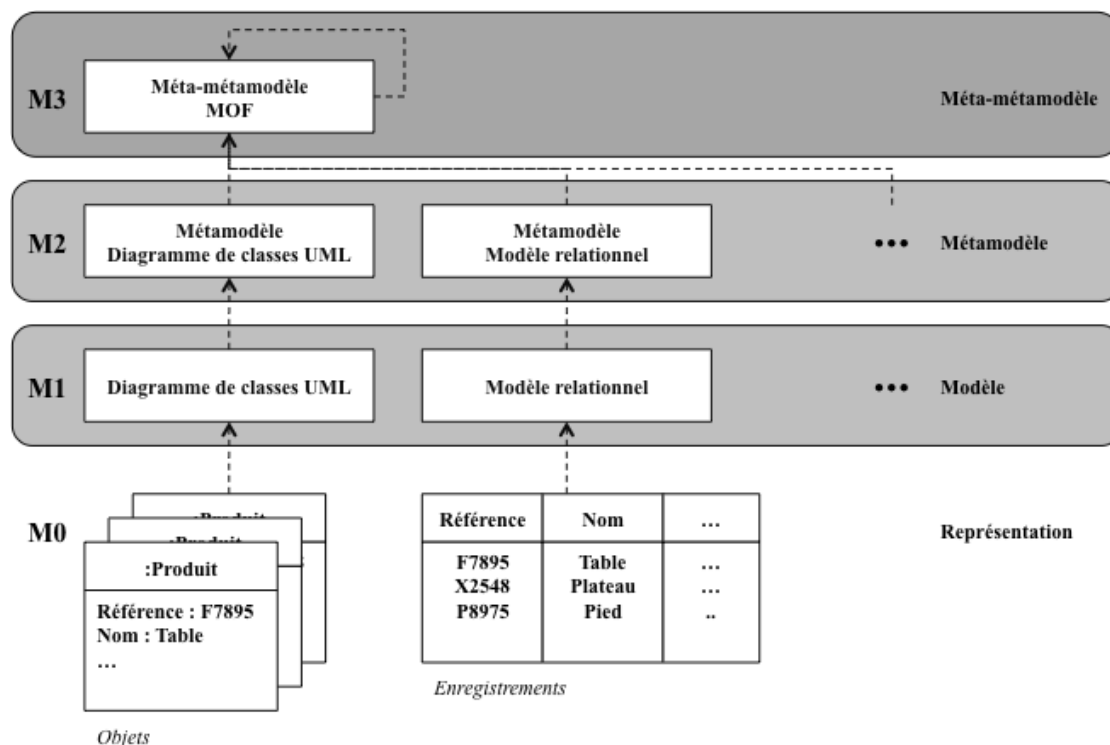 M3
Méta-métamodèle
MOF
Méta-métamodèle
M2
Métamodèle
Diagramme de classes UML
Métamodèle
Modèle relationnel
•••
Métamodèle
M1
Diagramme de classes UML
Modèle relationnel
•••
Modèle
M0
:Produit
:Produit
:Produit
Référence : F7895
Nom : Table
…
Objets
Référence Nom …
F7895 Table …
X2548 Plateau …
P8975 Pied ..
Enregistrements
Représentation